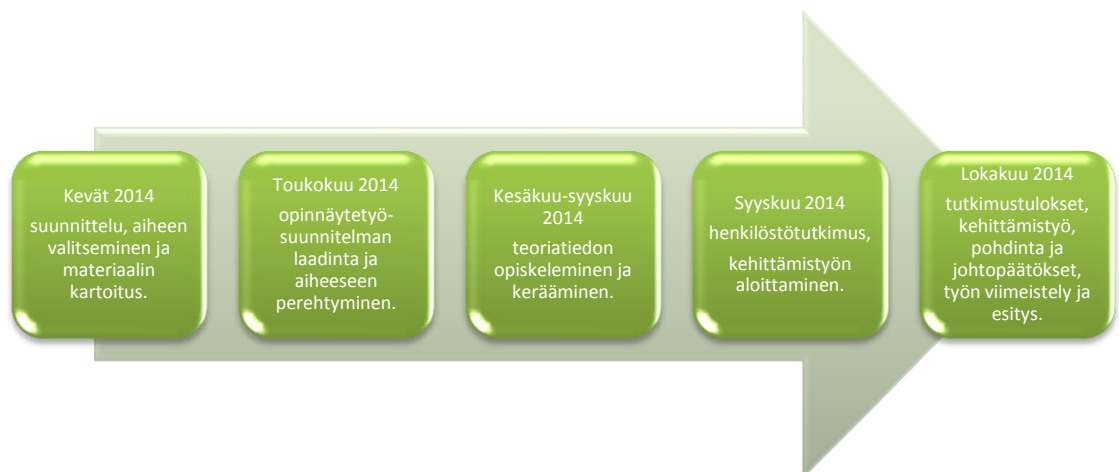 Kevät 2014
suunnittelu, aiheen
valitseminen ja
materiaalin
kartoitus.
Toukokuu 2014
opinnäytetyö-
suunnitelman
laadinta ja
aiheeseen
perehtyminen.
Kesäkuu-syyskuu
2014
teoriatiedon
opiskeleminen ja
kerääminen.
Syyskuu 2014
henkilöstötutkimus,
kehittämistyön
aloittaminen.
Lokakuu 2014
tutkimustulokset,
kehittämistyö,
pohdinta ja
johtopäätökset,
työn viimeistely ja
esitys.